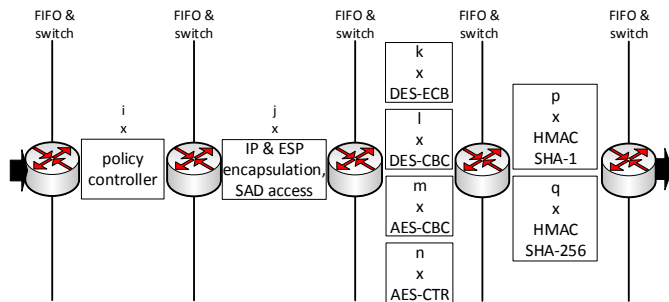 FIFO &
switch
FIFO &
switch
FIFO &
switch
FIFO &
switch
FIFO &
switch
i
x
policy
controller
j
x
IP & ESP
encapsulation,
SAD access
k
x
DES-ECB
l
x
DES-CBC
m
x
AES-CBC
n
x
AES-CTR
p
x
HMAC
SHA-1
q
x
HMAC
SHA-256